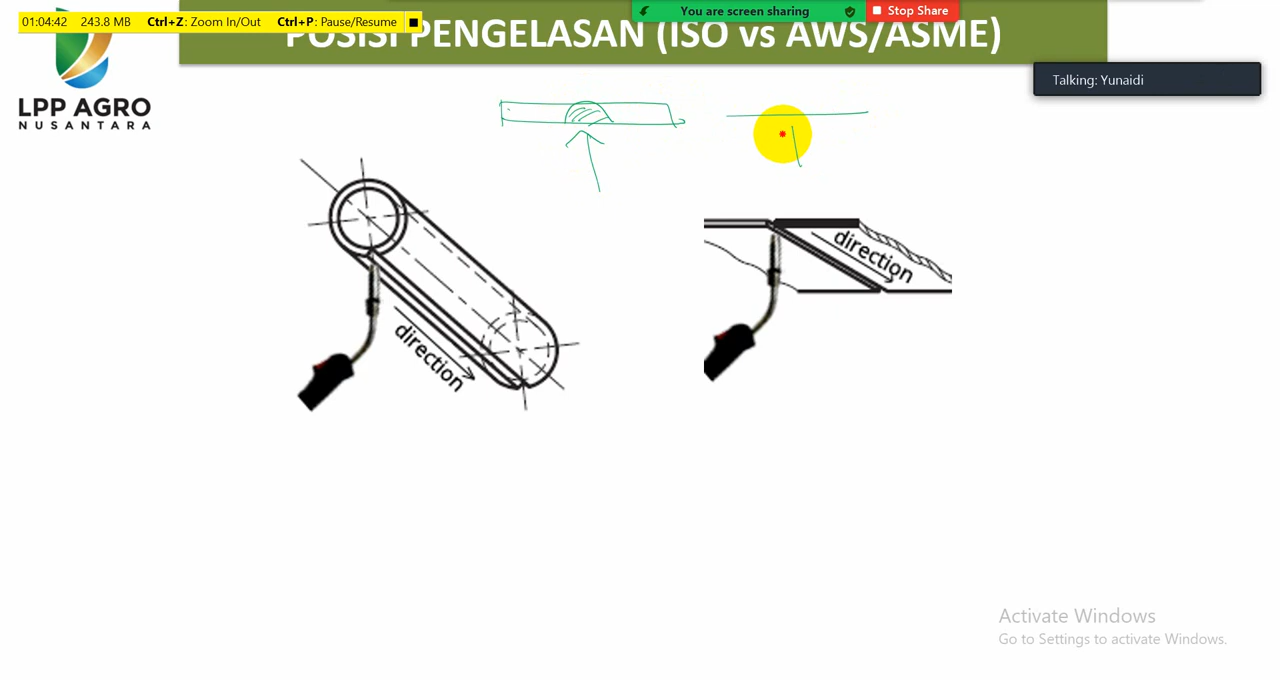 01:04:42 243.8 MB Ctrl+Z: Zoom In/Out Ctrl+P: Pause/Resume
You are screen sharing
Stop Share
POSISI PENGELASAN (ISO vs AWS/ASME)
Talking: Yunaidi
LPP AGRO
NUSANTARA
direction
direction
Activate Windows
Go to Settings to activate Windows.